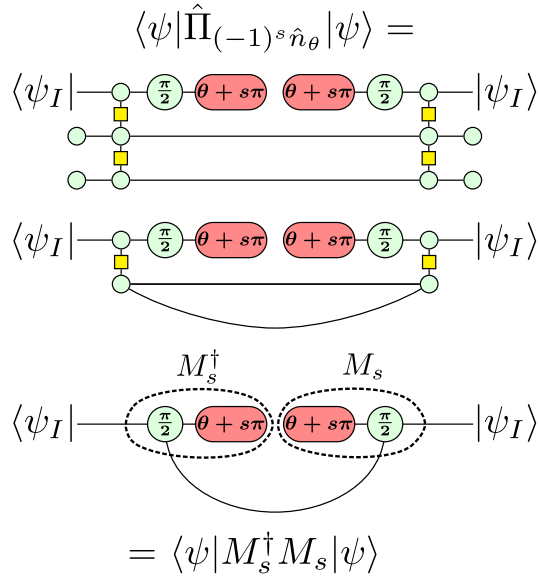 ⟨ψ|Π̂₍₋₁₎ˢ n̂_θ|ψ⟩ =
⟨ψ_I| π/2 θ + sπ θ + sπ π/2 |ψ_I⟩
⟨ψ_I| π/2 θ + sπ θ + sπ π/2 |ψ_I⟩
M_s^† M_s
⟨ψ_I| π/2 θ + sπ θ + sπ π/2 |ψ_I⟩
= ⟨ψ|M_s^† M_s|ψ⟩